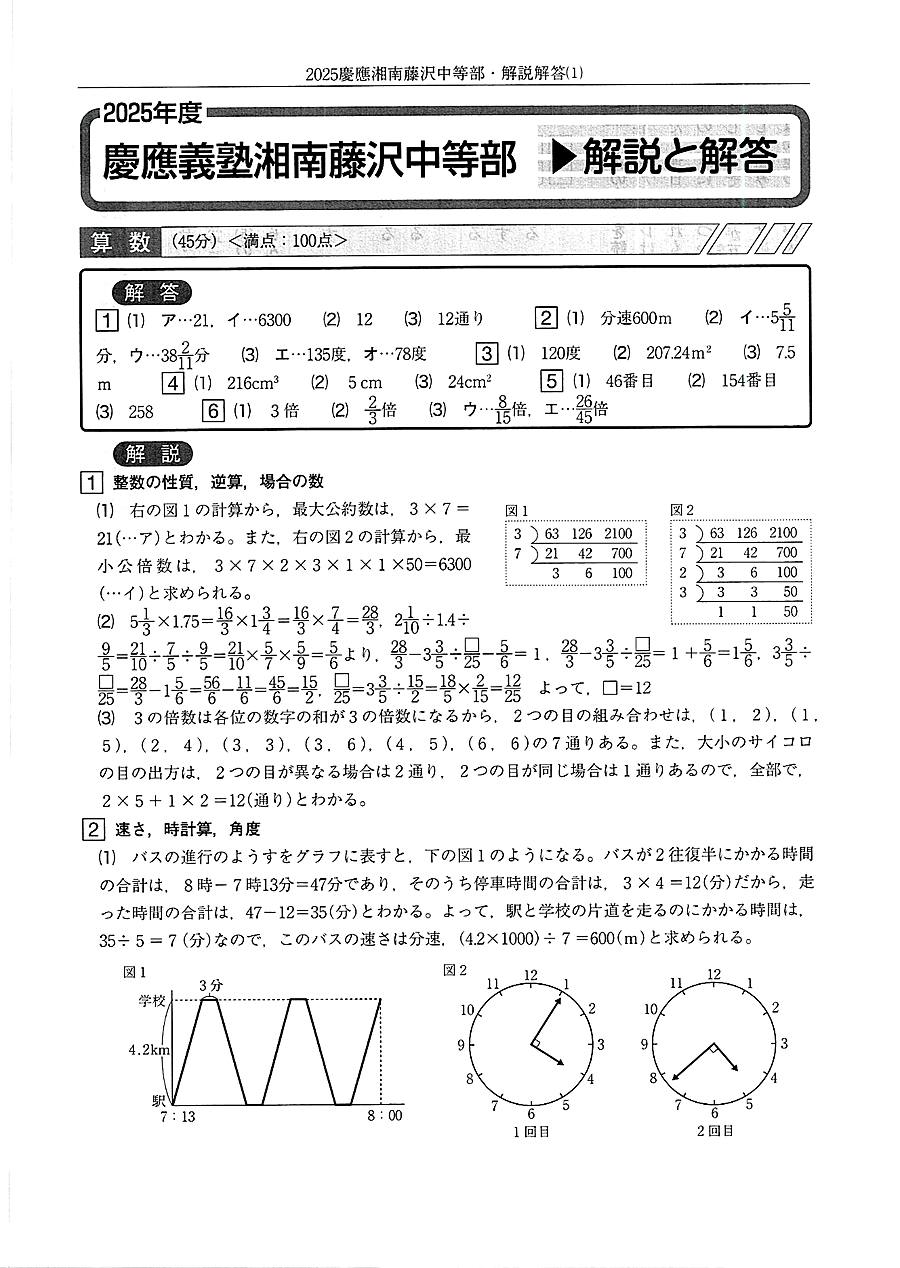 2025慶應湘南藤沢中等部・解説解答(1)
2025年度
慶應義塾湘南藤沢中等部 ▶解説と解答
算数 (45分) <満点：100点>
解答
1 (1) ア…21，イ…6300 (2) 12 (3) 12通り 2 (1) 分速600m (2) イ…5 5/11
分，ウ…38 2/11分 (3) エ…135度，オ…78度 3 (1) 120度 (2) 207.24m² (3) 7.5
m 4 (1) 216cm³ (2) 5cm (3) 24cm² 5 (1) 46番目 (2) 154番目
(3) 258 6 (1) 3倍 (2) 2/3倍 (3) ウ…8/15倍，エ…26/45倍
解説
1 整数の性質，逆算，場合の数
(1) 右の図1の計算から，最大公約数は，3×7＝
21(…ア)とわかる。また，右の図2の計算から，最
小公倍数は，3×7×2×3×1×1×50＝6300
(…イ)と求められる。
図1
3 ) 63 126 2100
7 ) 21 42 700
3 6 100
図2
3 ) 63 126 2100
7 ) 21 42 700
2 ) 3 6 100
3 ) 3 3 50
1 1 50
(2) 5 1/3×1.75＝16/3×1 3/4＝16/3×7/4＝28/3，2 1/10÷1.4÷
9/5＝21/10÷7/5÷9/5＝21/10×5/7×5/9＝5/6より，28/3－3 3/5÷□/25－5/6＝1，28/3－3 3/5÷□/25＝1＋5/6＝1 5/6，3 3/5÷
□/25＝28/3－1 5/6＝56/6－11/6＝45/6＝15/2，□/25＝3 3/5÷15/2＝18/5×2/15＝12/25 よって，□＝12
(3) 3の倍数は各位の数字の和が3の倍数になるから，2つの目の組み合わせは，(1，2)，(1，
5)，(2，4)，(3，3)，(3，6)，(4，5)，(6，6)の7通りある。また，大小のサイコロ
の目の出方は，2つの目が異なる場合は2通り，2つの目が同じ場合は1通りあるので，全部で，
2×5＋1×2＝12(通り)とわかる。
2 速さ，時計算，角度
(1) バスの進行のようすをグラフに表すと，下の図1のようになる。バスが2往復半にかかる時間
の合計は，8時－7時13分＝47分であり，そのうち停車時間の合計は，3×4＝12(分)だから，走
った時間の合計は，47－12＝35(分)とわかる。よって，駅と学校の片道を走るのにかかる時間は，
35÷5＝7(分)なので，このバスの速さは分速，(4.2×1000)÷7＝600(m)と求められる。
図1
3分
学校
4.2km
駅
7：13 8：00
図2
12 1 2 3 4 5 6 7 8 9 10 11
1回目
12 1 2 3 4 5 6 7 8 9 10 11
2回目